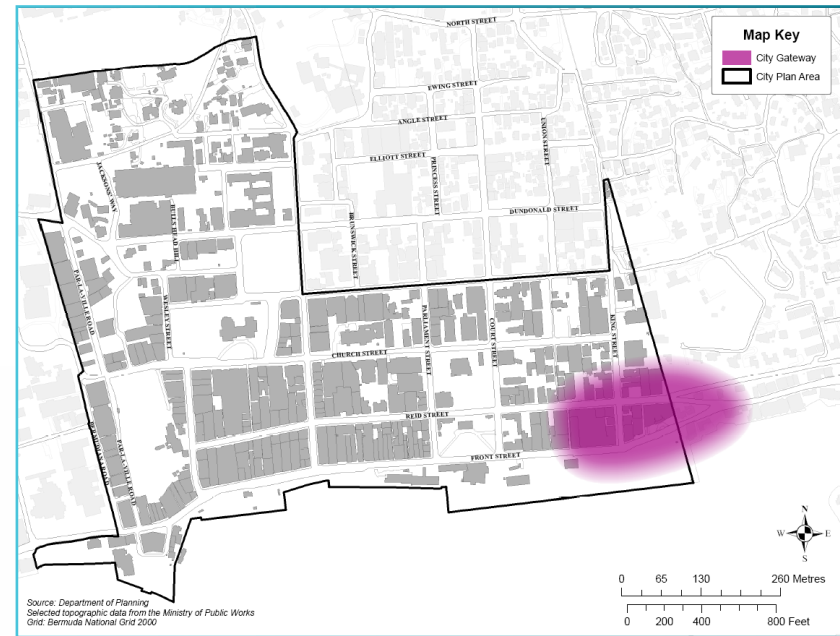 NORTH STREET
Map Key
City Gateway
City Plan Area
EWING STREET
ANGLE STREET
UNION STREET
ELLIOTT STREET
PRINCESS STREET
JACKSONS' WAY
BULLS HEAD HILL
DUNDONALD STREET
BRUNSWICK STREET
PAR-LA-VILLE ROAD
WESLEY STREET
PARLIAMENT STREET
COURT STREET
KING STREET
CHURCH STREET
REID STREET
BERMUDIANA ROAD
PAR-LA-VILLE ROAD
FRONT STREET
N
W E
S
0 65 130 260 Metres
0 200 400 800 Feet
Source: Department of Planning
Selected topographic data from the Ministry of Public Works
Grid: Bermuda National Grid 2000